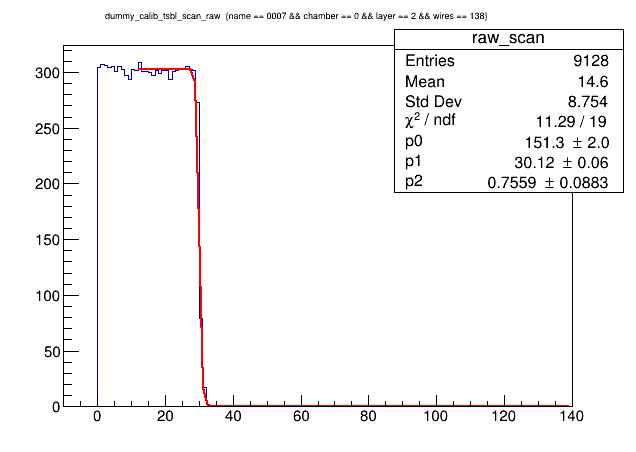 dummy_calib_tsbl_scan_raw (name == 0007 && chamber == 0 && layer == 2 && wires == 138)
raw_scan
Entries 9128
Mean 14.6
Std Dev 8.754
χ² / ndf 11.29 / 19
p0 151.3 ± 2.0
p1 30.12 ± 0.06
p2 0.7559 ± 0.0883
300
250
200
150
100
50
0
0 20 40 60 80 100 120 140